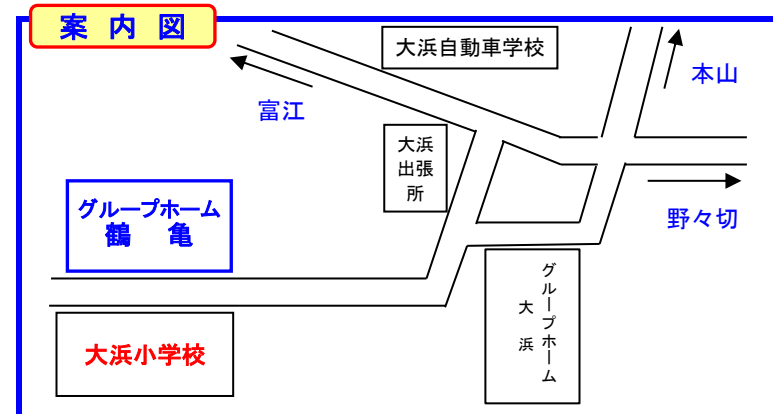 案内図
大浜自動車学校
本山
富江
大浜
出張
所
グループホーム
鶴亀
野々切
グループホーム
大浜
大浜小学校